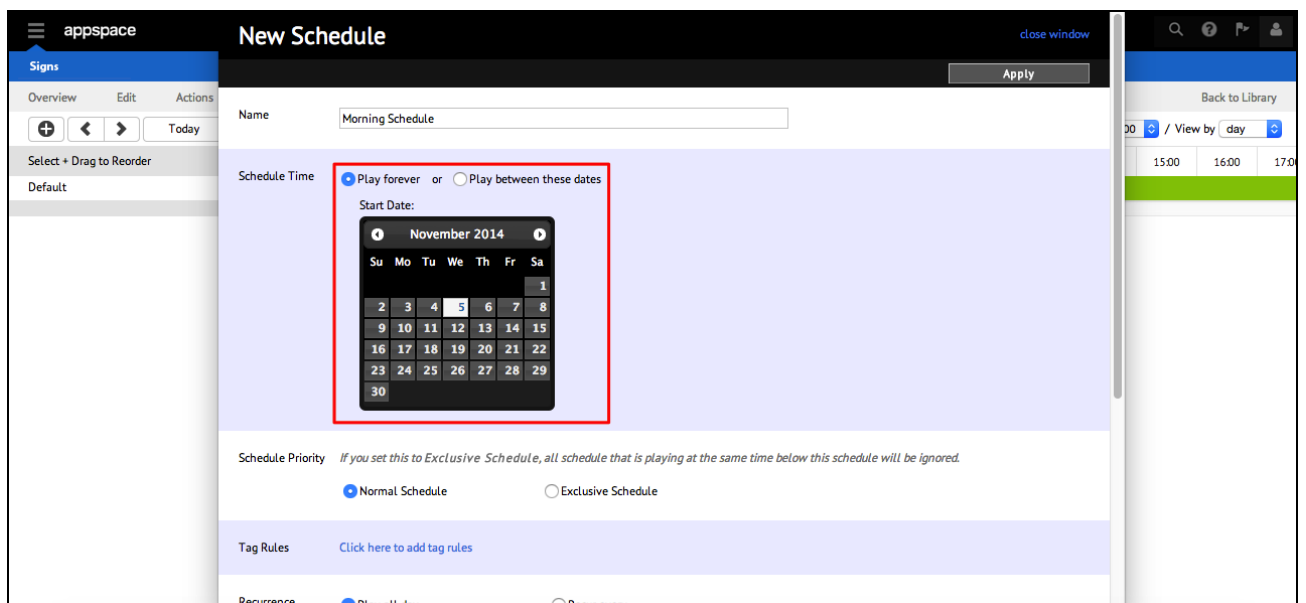 appspace
New Schedule
close window
Signs
Apply
Overview Edit Actions
Back to Library
Name Morning Schedule
Today
00 / View by day
Select + Drag to Reorder
15:00 16:00 17:0
Default
Schedule Time Play forever or Play between these dates
Start Date:
November 2014
Su Mo Tu We Th Fr Sa
1
2 3 4 5 6 7 8
9 10 11 12 13 14 15
16 17 18 19 20 21 22
23 24 25 26 27 28 29
30
Schedule Priority If you set this to Exclusive Schedule, all schedule that is playing at the same time below this schedule will be ignored.
Normal Schedule Exclusive Schedule
Tag Rules Click here to add tag rules
Recurrence